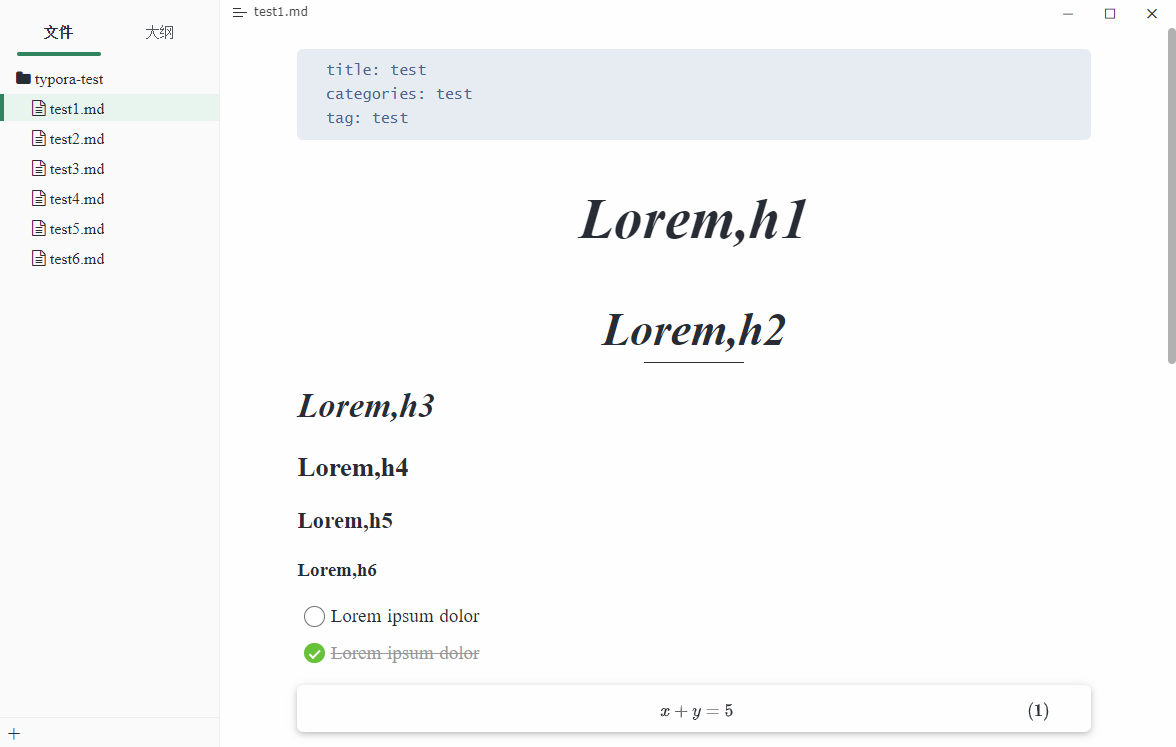 文件 大纲
typora-test
test1.md
test2.md
test3.md
test4.md
test5.md
test6.md
test1.md
title: test
categories: test
tag: test
Lorem,h1
Lorem,h2
Lorem,h3
Lorem,h4
Lorem,h5
Lorem,h6
Lorem ipsum dolor
Lorem ipsum dolor
x + y = 5 (1)